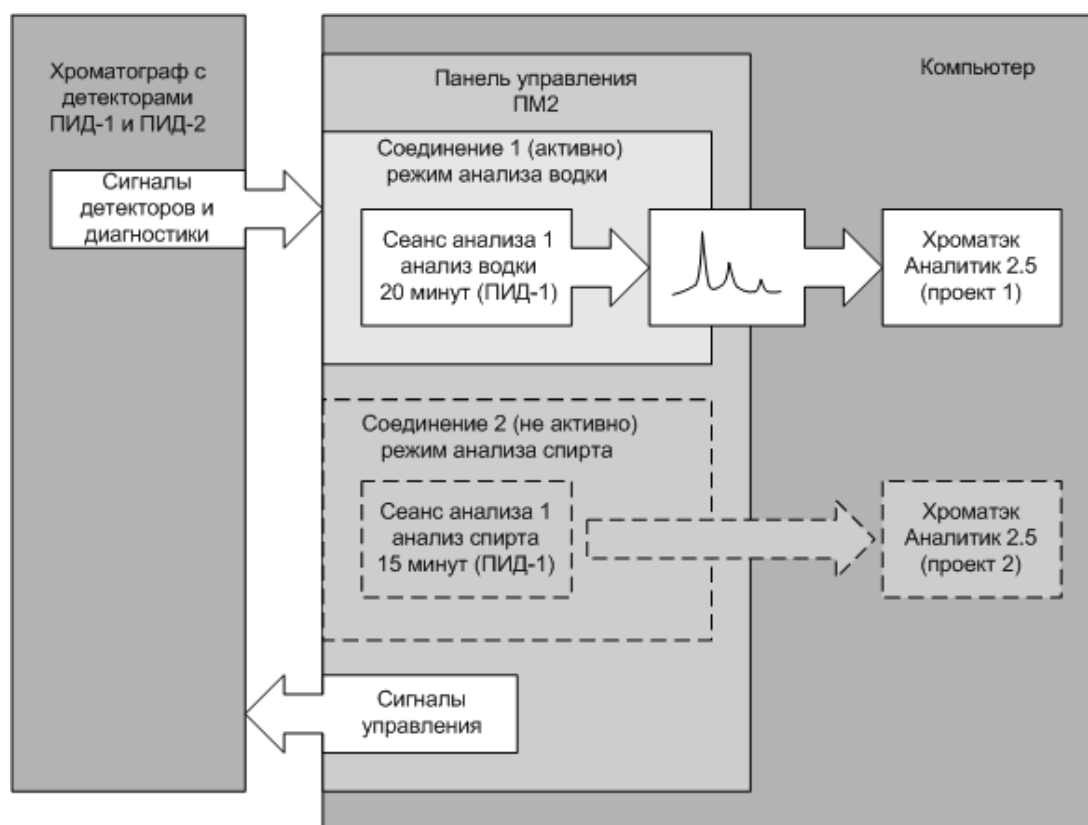 Хроматограф с
детекторами
ПИД-1 и ПИД-2
Сигналы
детекторов и
диагностики
Компьютер
Панель управления
ПМ2
Соединение 1 (активно)
режим анализа водки
Сеанс анализа 1
анализ водки
20 минут (ПИД-1)
Хроматэк
Аналитик 2.5
(проект 1)
Соединение 2 (не активно)
режим анализа спирта
Сеанс анализа 1
анализ спирта
15 минут (ПИД-1)
Хроматэк
Аналитик 2.5
(проект 2)
Сигналы
управления